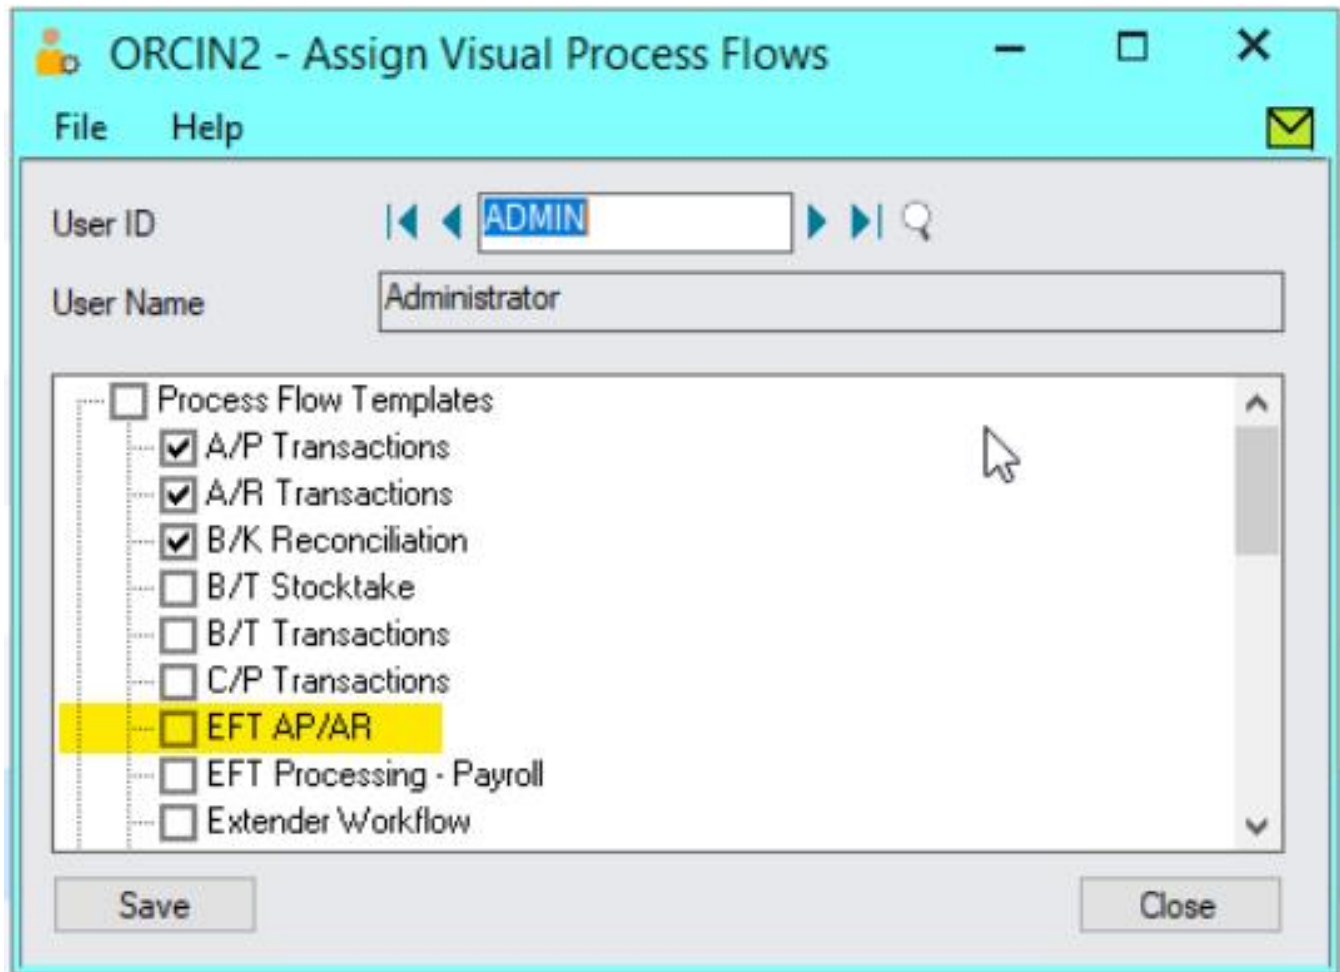 ORCIN2 - Assign Visual Process Flows
File Help
User ID ADMIN
User Name Administrator
Process Flow Templates
A/P Transactions
A/R Transactions
B/K Reconciliation
B/T Stocktake
B/T Transactions
C/P Transactions
EFT AP/AR
EFT Processing - Payroll
Extender Workflow
Save Close